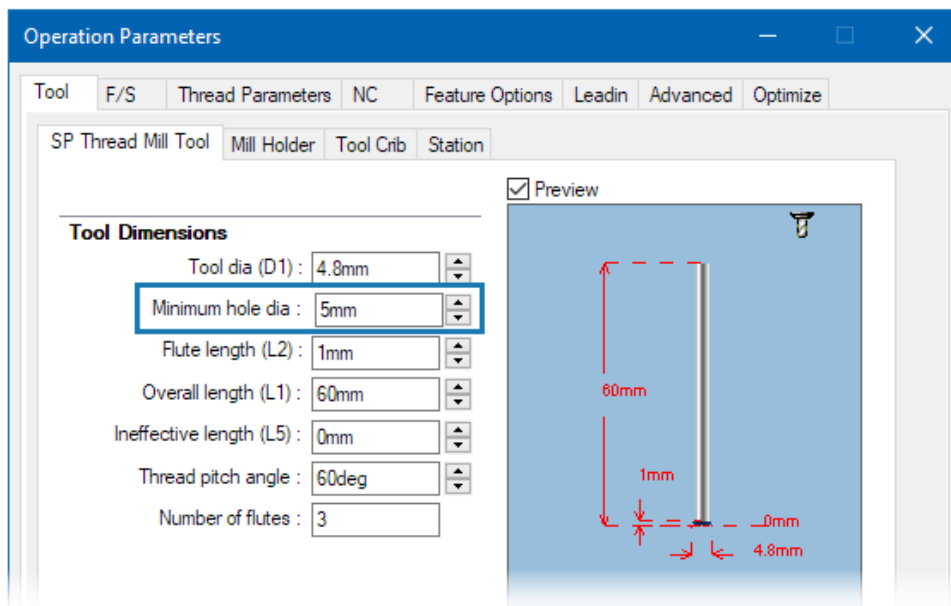 Operation Parameters
Tool F/S Thread Parameters NC Feature Options Leadin Advanced Optimize
SP Thread Mill Tool Mill Holder Tool Crib Station
Preview
Tool Dimensions
Tool dia (D1) : 4.8mm
Minimum hole dia : 5mm
Flute length (L2) : 1mm
Overall length (L1) : 60mm
Ineffective length (L5) : 0mm
Thread pitch angle : 60deg
Number of flutes : 3
60mm
1mm
0mm
4.8mm